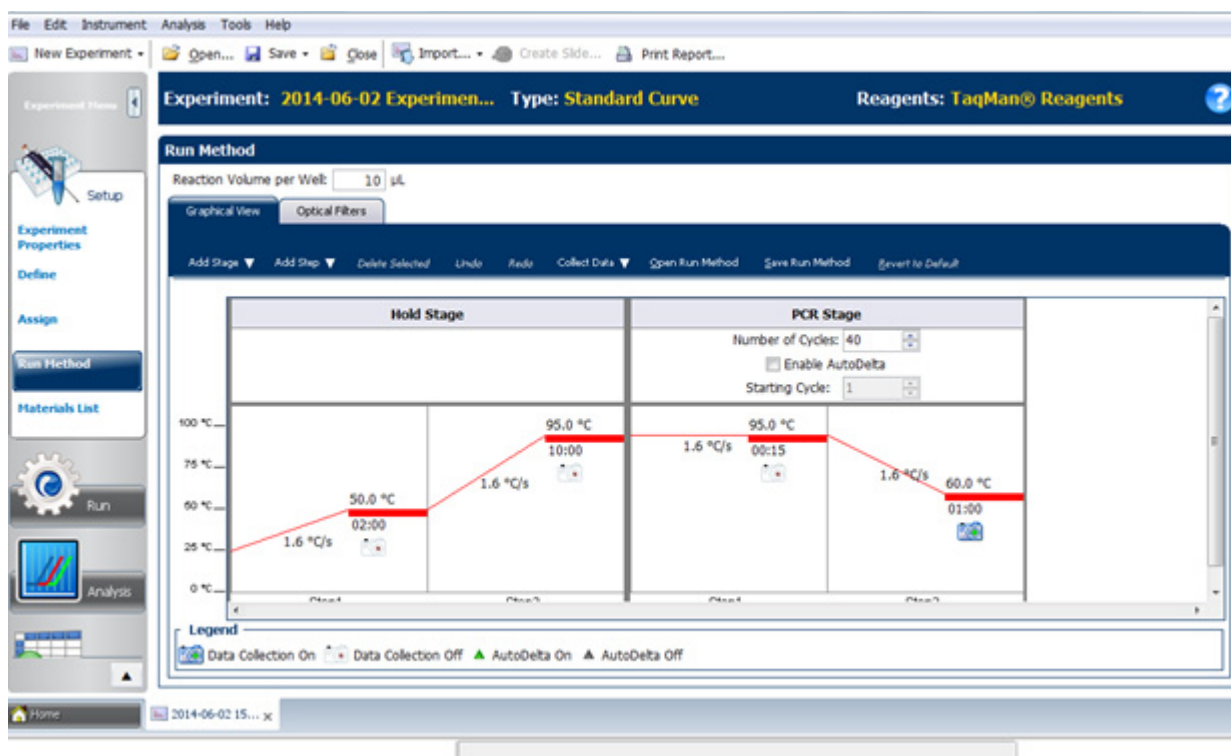 File Edit Instrument Analysis Tools Help
New Experiment Open... Save Close Import... Create Slide... Print Report...
Experiment Menu
Experiment: 2014-06-02 Experimen... Type: Standard Curve Reagents: TaqMan® Reagents
Run Method
Reaction Volume per Well: 10 µL
Graphical View Optical Filters
Add Stage Add Step Delete Selected Undo Redo Collect Data Open Run Method Save Run Method Revert to Default
Setup
Experiment
Properties
Define
Assign
Run Method
Materials List
Run
Analysis
Hold Stage PCR Stage
Number of Cycles: 40
Enable AutoDelta
Starting Cycle: 1
100 °C
75 °C
50 °C
25 °C
0 °C
1.6 °C/s
50.0 °C
02:00
1.6 °C/s
95.0 °C
10:00
1.6 °C/s
95.0 °C
00:15
1.6 °C/s
60.0 °C
01:00
Legend
Data Collection On Data Collection Off AutoDelta On AutoDelta Off
Home 2014-06-02 15... x